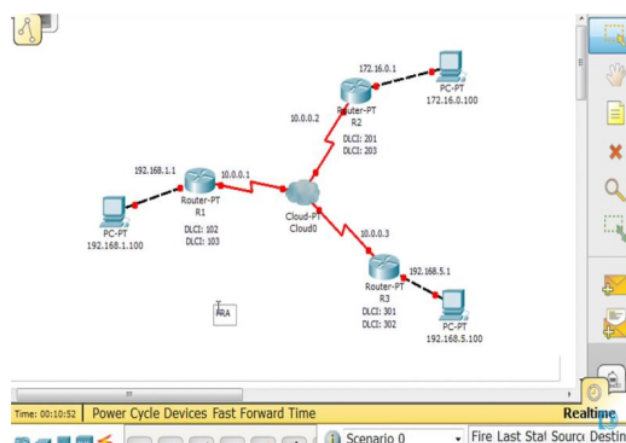 172.16.0.1
PC-PT
172.16.0.100
Router-PT
R2
10.0.0.2
DLCI: 201
DLCI: 203
192.168.1.1
10.0.0.1
Router-PT
R1
Cloud-PT
Cloud0
PC-PT
192.168.1.100
DLCI: 102
DLCI: 103
10.0.0.3
192.168.5.1
Router-PT
R3
DLCI: 301
DLCI: 302
PC-PT
192.168.5.100
Time: 00:10:52 Power Cycle Devices Fast Forward Time Realtime
Scenario 0 Fire Last Stat Source Destin